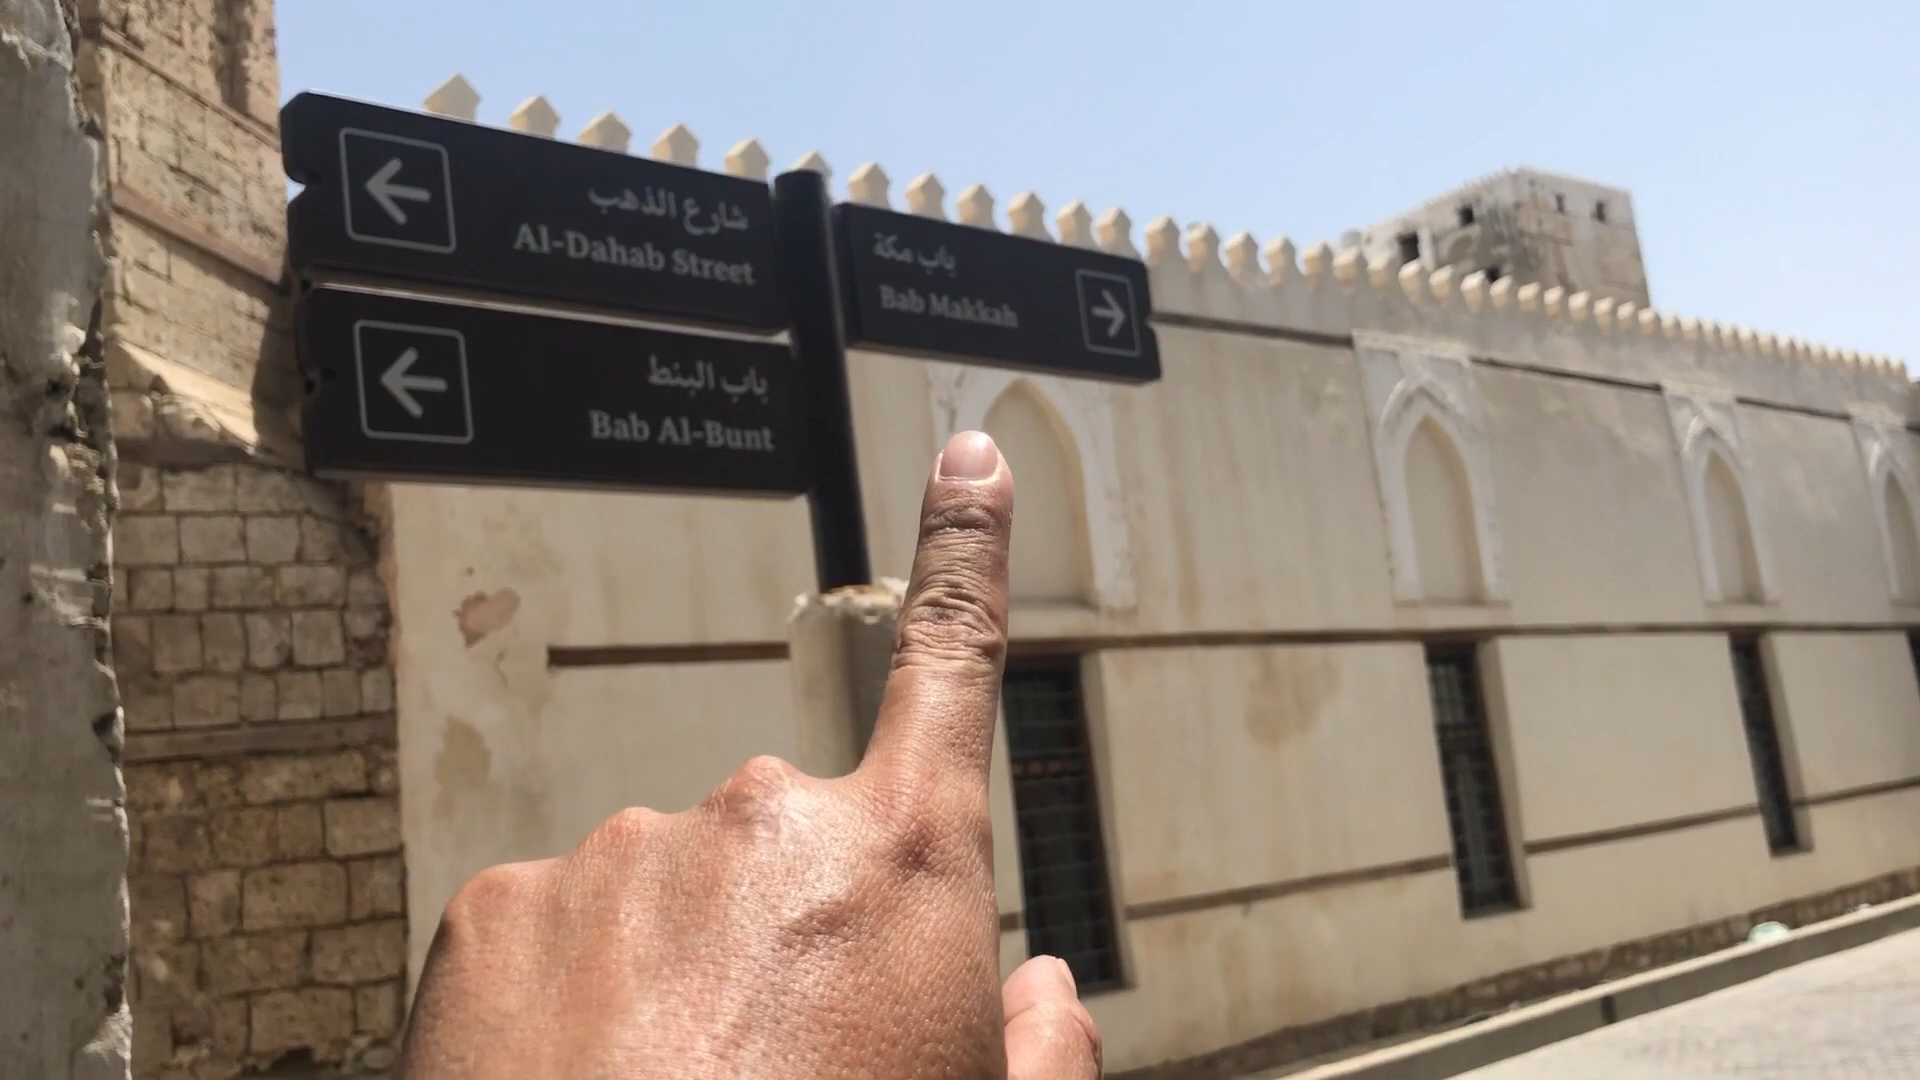 شارع الذهب
Al-Dahab Street
باب البنط
Bab Al-Bunt
باب مكة
Bab Makkah